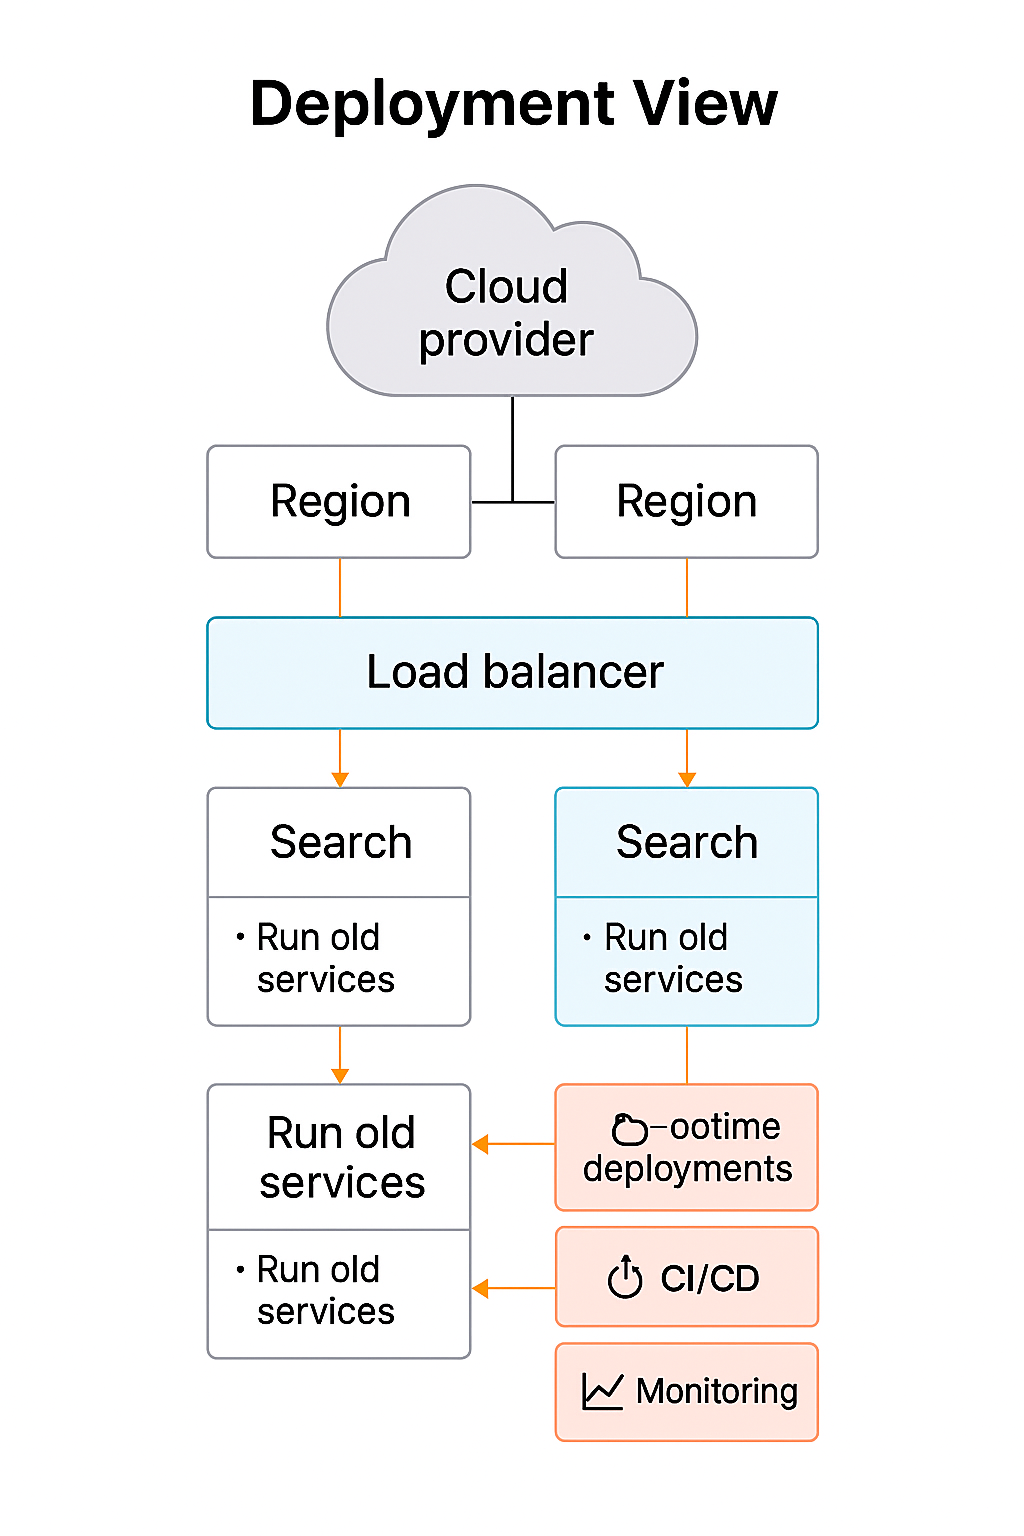 Deployment View
Cloud
provider
Region
Region
Load balancer
Search
• Run old
services
Search
• Run old
services
Run old
services
• Run old
services
–ootime
deployments
CI/CD
Monitoring